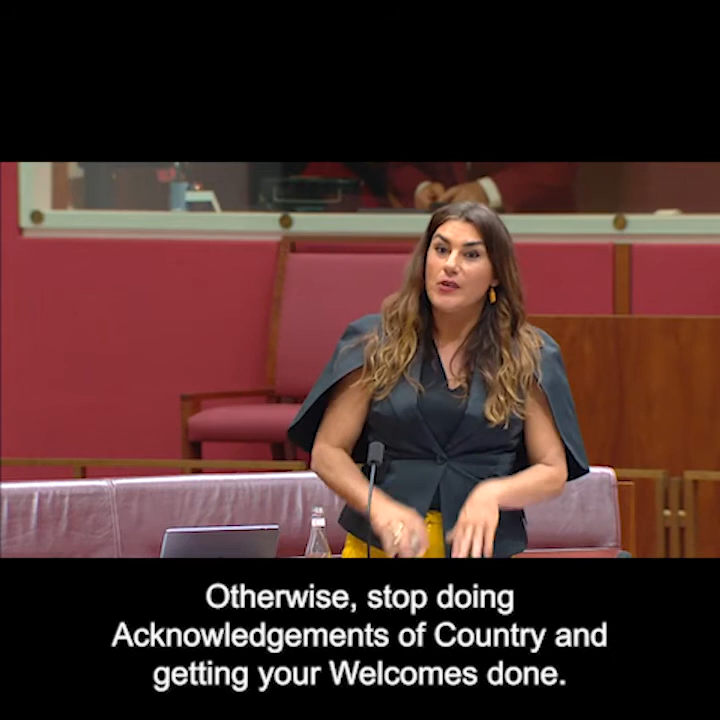 Otherwise, stop doing
Acknowledgements of Country and
getting your Welcomes done.